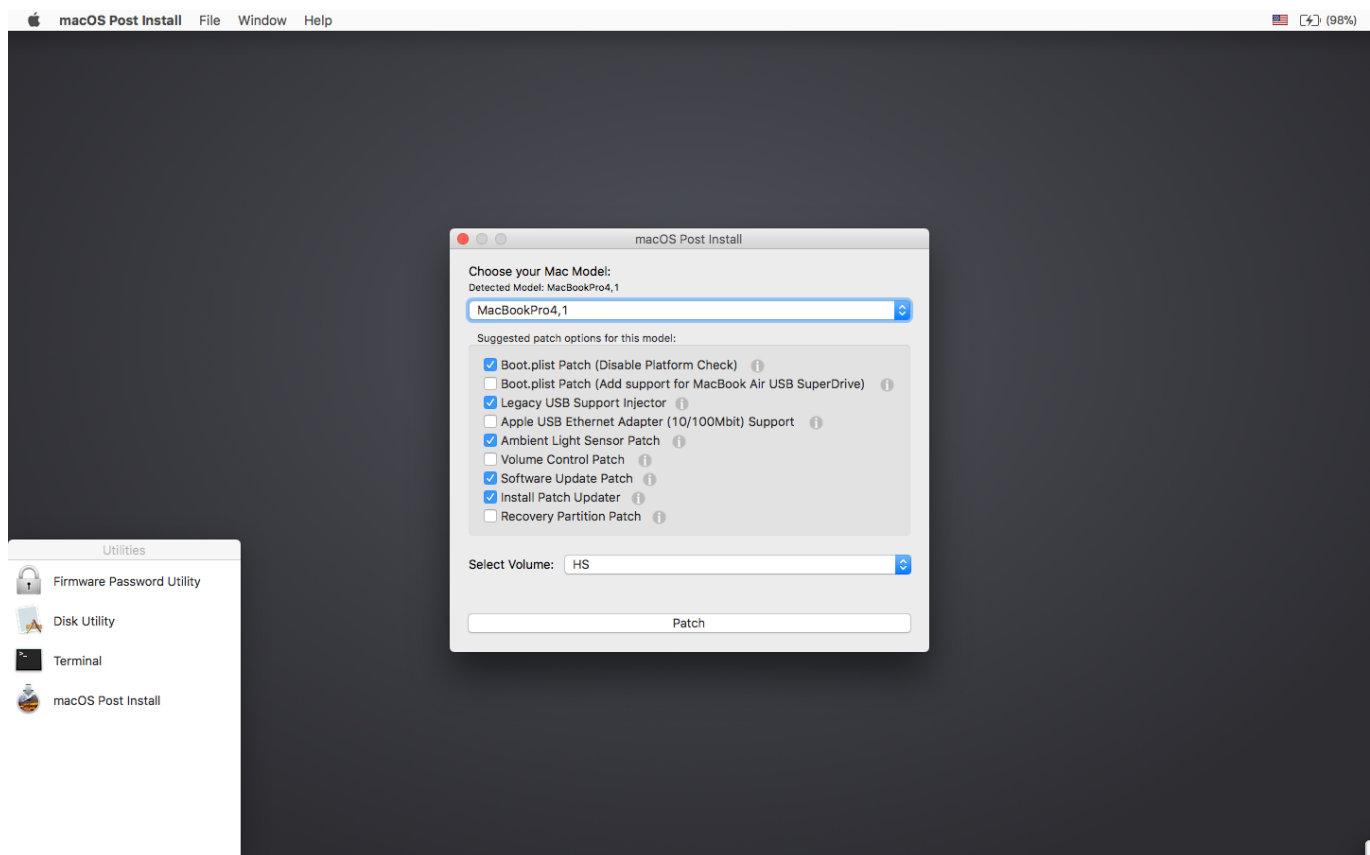 macOS Post Install File Window Help (98%)
macOS Post Install
Choose your Mac Model:
Detected Model: MacBookPro4,1
MacBookPro4,1
Suggested patch options for this model:
Boot.plist Patch (Disable Platform Check)
Boot.plist Patch (Add support for MacBook Air USB SuperDrive)
Legacy USB Support Injector
Apple USB Ethernet Adapter (10/100Mbit) Support
Ambient Light Sensor Patch
Volume Control Patch
Software Update Patch
Install Patch Updater
Recovery Partition Patch
Select Volume: HS
Patch
Utilities
Firmware Password Utility
Disk Utility
Terminal
macOS Post Install